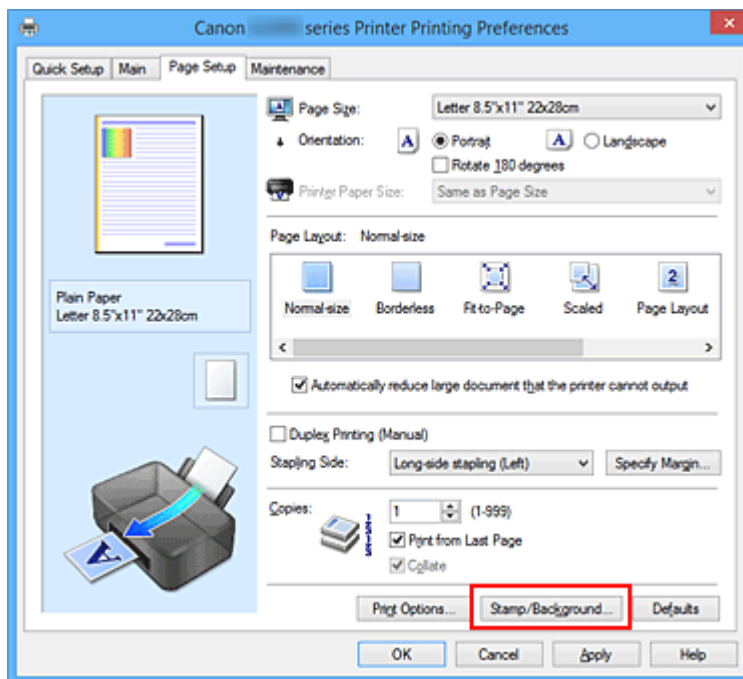 Canon series Printer Printing Preferences
Quick Setup Main Page Setup Maintenance
Page Size: Letter 8.5"x11" 22x28cm
Orientation: A Portrait A Landscape
Rotate 180 degrees
Printer Paper Size: Same as Page Size
Page Layout: Normal-size
2
Normal-size Borderless Fit-to-Page Scaled Page Layout
Plain Paper
Letter 8.5"x11" 22x28cm
Automatically reduce large document that the printer cannot output
Duplex Printing (Manual)
Stapling Side: Long-side stapling (Left) Specify Margin...
Copies: 1 (1-999)
Print from Last Page
Collate
A
Print Options... Stamp/Background... Defaults
OK Cancel Apply Help